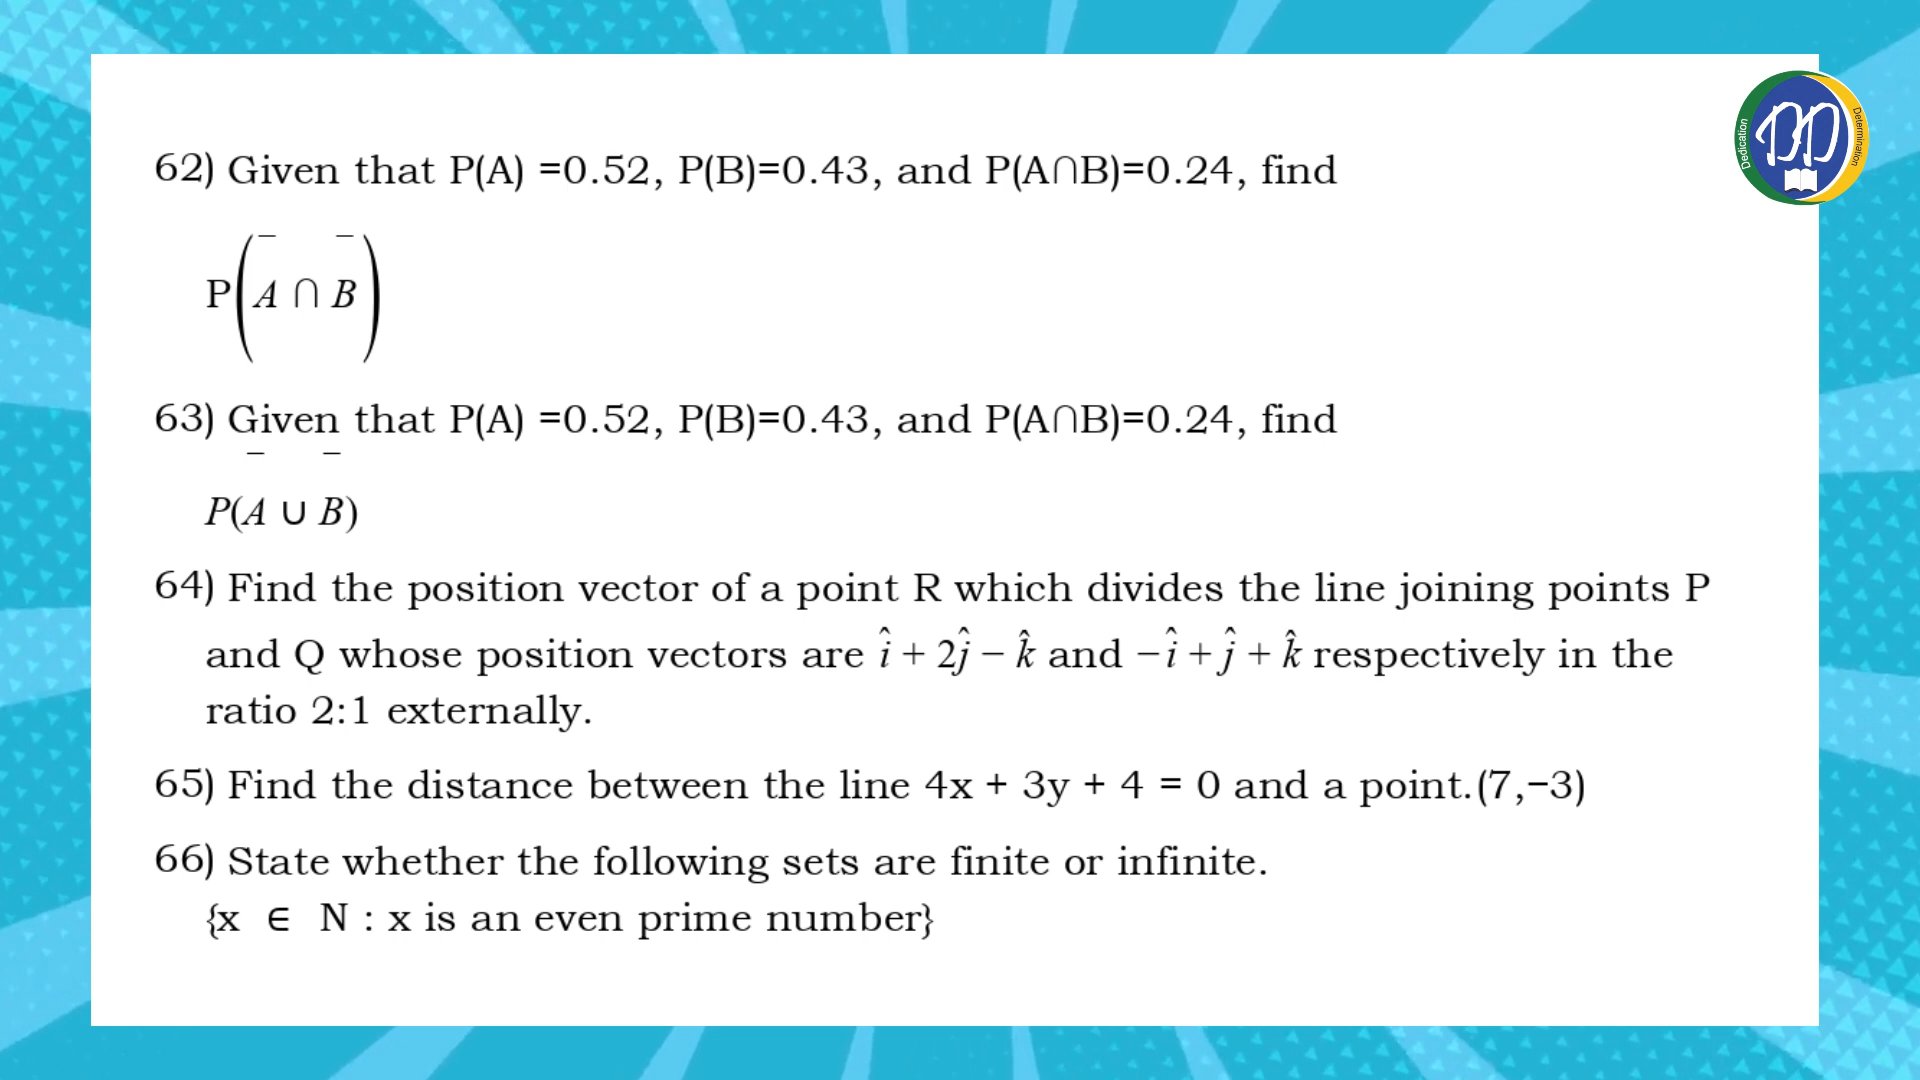 Dedication
Determination
62) Given that P(A) =0.52, P(B)=0.43, and P(A∩B)=0.24, find
P(A̅ ∩ B̅)
63) Given that P(A) =0.52, P(B)=0.43, and P(A∩B)=0.24, find
P(A̅ ∪ B̅)
64) Find the position vector of a point R which divides the line joining points P
and Q whose position vectors are î + 2ĵ − k̂ and −î + ĵ + k̂ respectively in the
ratio 2:1 externally.
65) Find the distance between the line 4x + 3y + 4 = 0 and a point.(7,−3)
66) State whether the following sets are finite or infinite.
{x ∈ N : x is an even prime number}